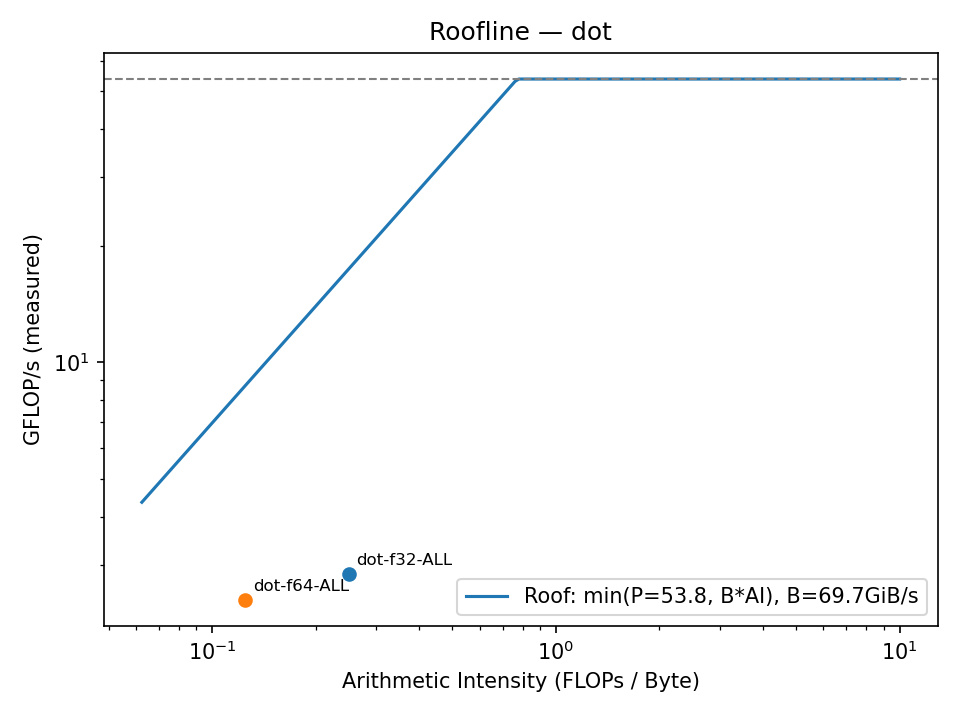 Roofline — dot
GFLOP/s (measured)
10¹
dot-f32-ALL
dot-f64-ALL
Roof: min(P=53.8, B*AI), B=69.7GiB/s
10⁻¹ 10⁰ 10¹
Arithmetic Intensity (FLOPs / Byte)